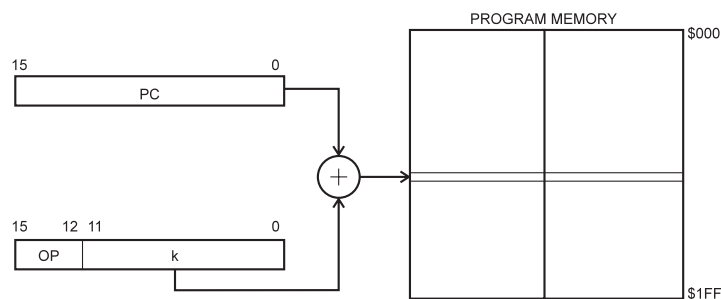 PROGRAM MEMORY
$000
15 0
PC
+
15 12 11 0
OP k
$1FF